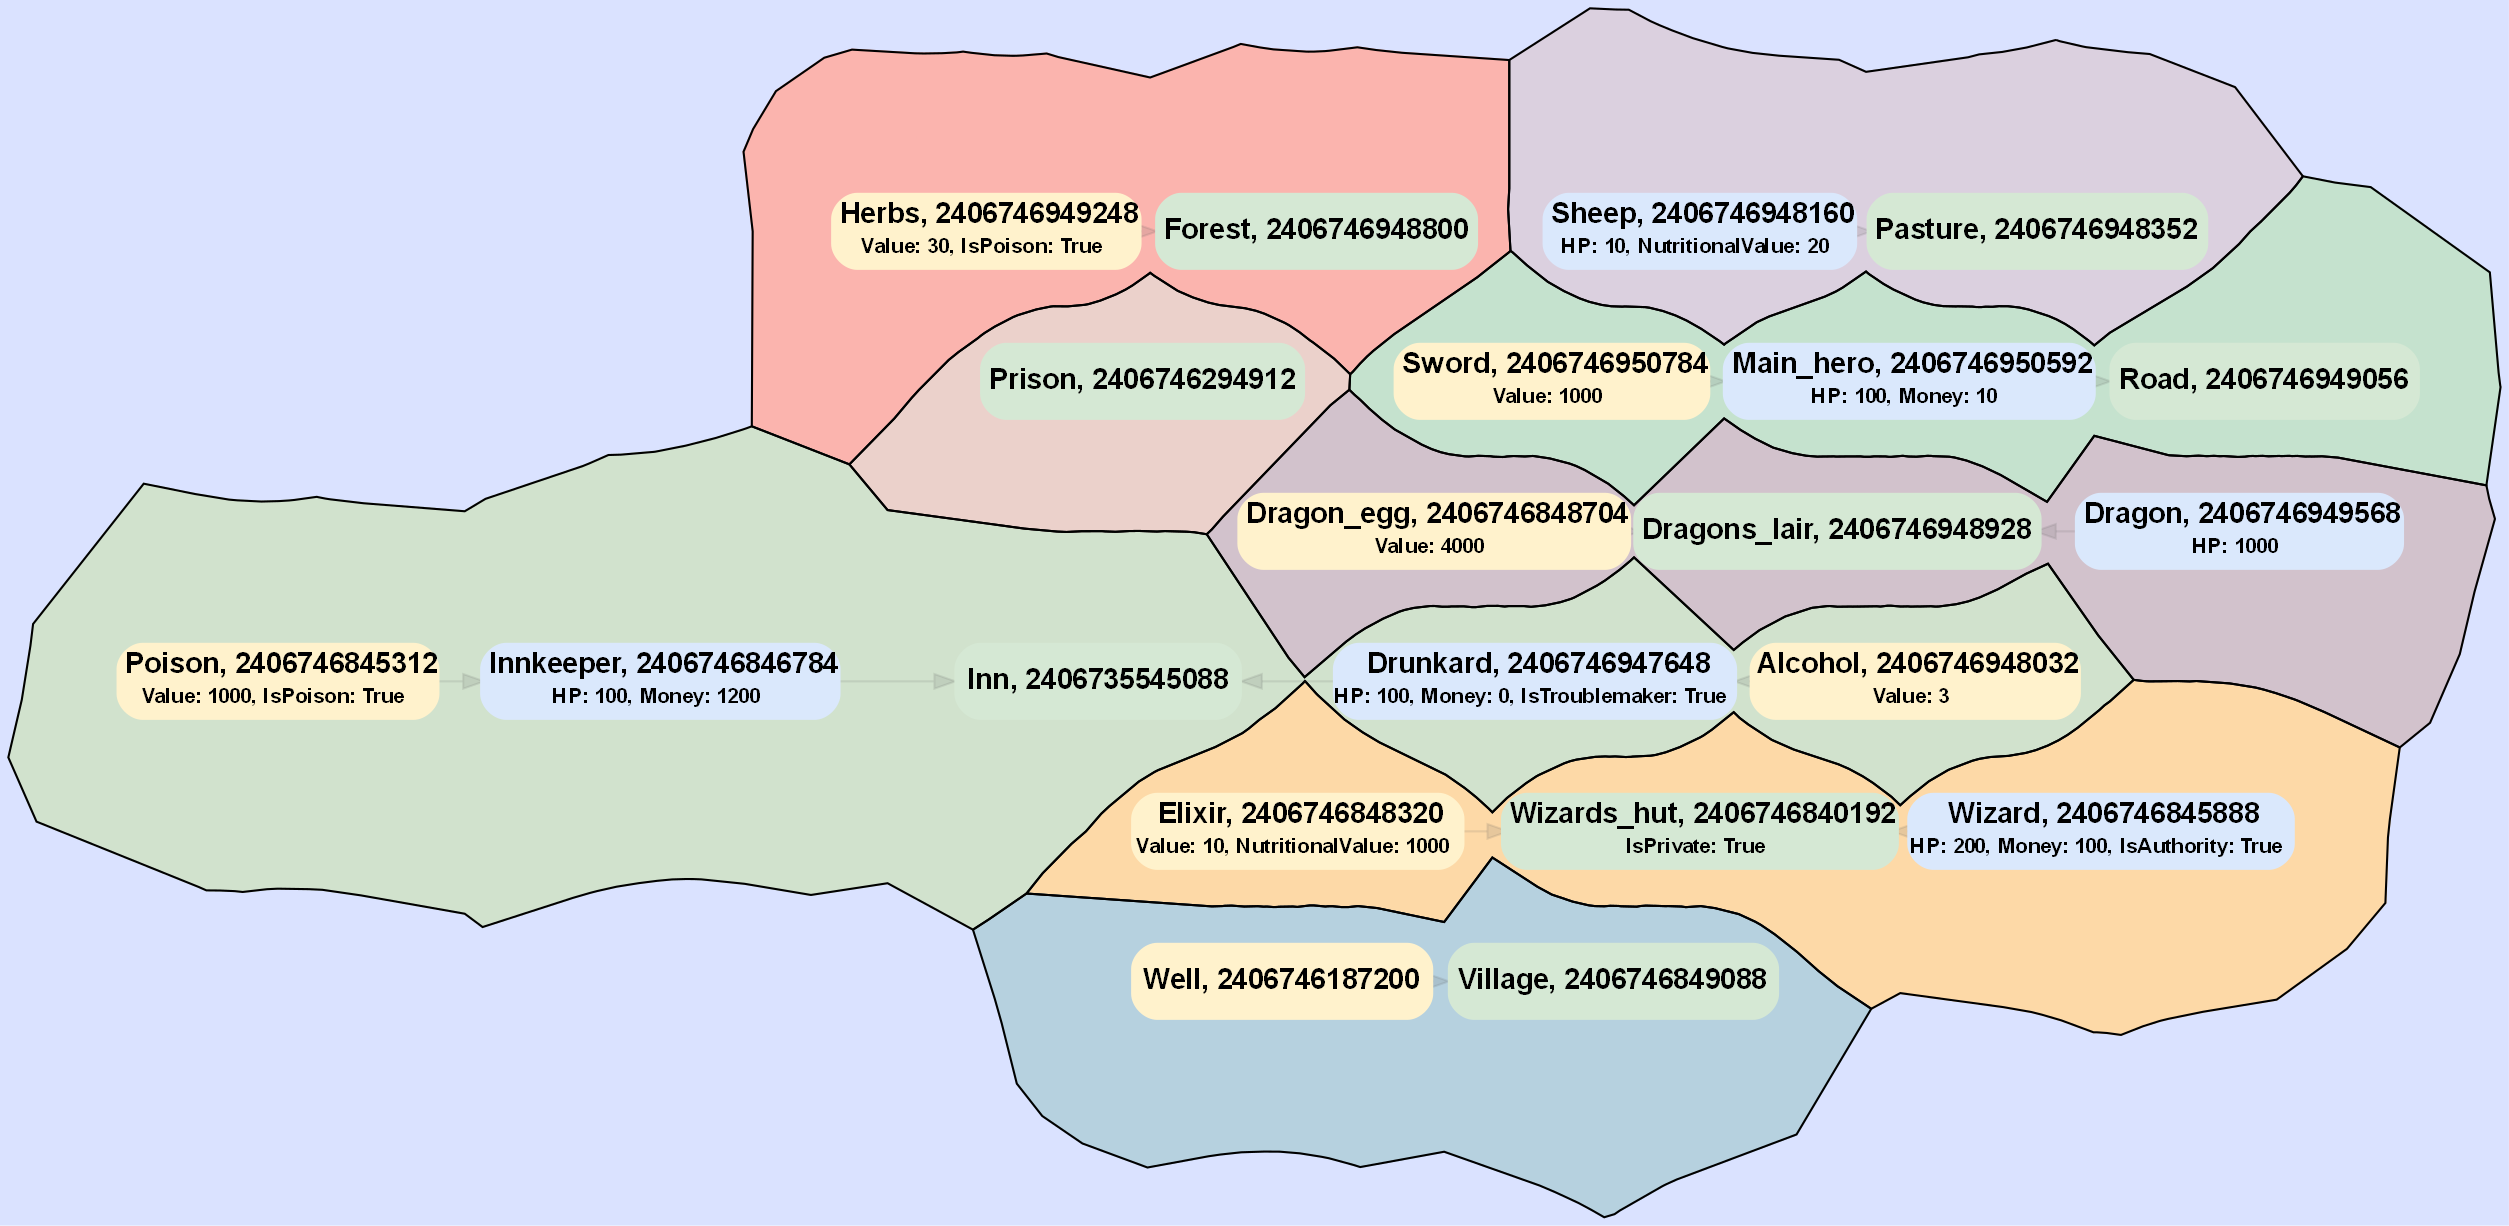 Herbs, 2406746949248
Value: 30, IsPoison: True
Forest, 2406746948800
Sheep, 2406746948160
HP: 10, NutritionalValue: 20
Pasture, 2406746948352
Prison, 2406746294912
Sword, 2406746950784
Value: 1000
Main_hero, 2406746950592
HP: 100, Money: 10
Road, 2406746949056
Dragon_egg, 2406746848704
Value: 4000
Dragons_lair, 2406746948928
Dragon, 2406746949568
HP: 1000
Poison, 2406746845312
Value: 1000, IsPoison: True
Innkeeper, 2406746846784
HP: 100, Money: 1200
Inn, 2406735545088
Drunkard, 2406746947648
HP: 100, Money: 0, IsTroublemaker: True
Alcohol, 2406746948032
Value: 3
Elixir, 2406746848320
Value: 10, NutritionalValue: 1000
Wizards_hut, 2406746840192
IsPrivate: True
Wizard, 2406746845888
HP: 200, Money: 100, IsAuthority: True
Well, 2406746187200
Village, 2406746849088